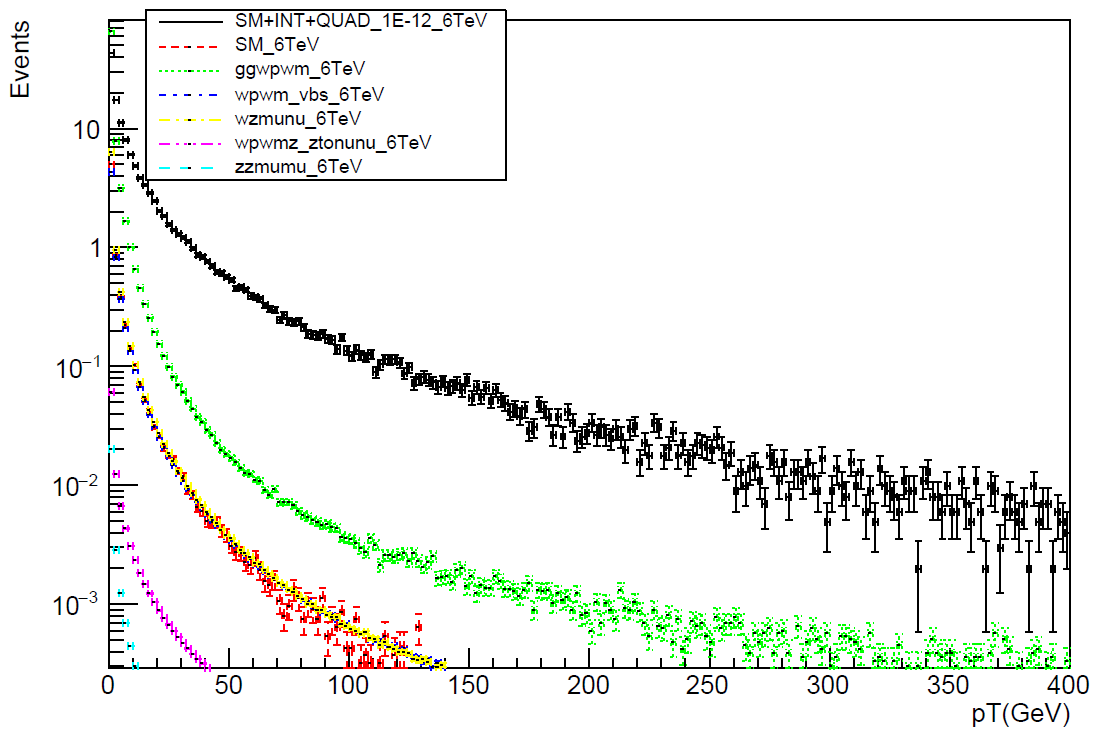 Events
SM+INT+QUAD_1E-12_6TeV
SM_6TeV
ggwpwm_6TeV
wpwm_vbs_6TeV
wzmunu_6TeV
wpwmz_ztonunu_6TeV
zzmumu_6TeV
10
1
10⁻¹
10⁻²
10⁻³
0 50 100 150 200 250 300 350 400
pT(GeV)